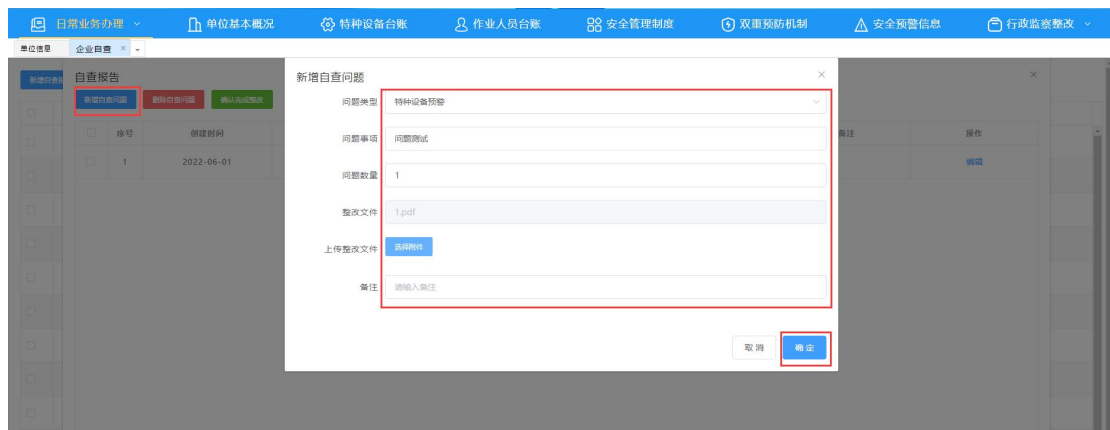 日常业务办理 单位基本概况 特种设备台账 作业人员台账 安全管理制度 双重预防机制 安全预警信息 行政监察整改
单位信息 企业自查 ×
新增自查 自查报告 新增自查问题 × ×
新增自查问题 删除自查问题 确认完成整改
问题类型 特种设备预警
序号 创建时间 备注 操作
问题事项 问题测试
1 2022-06-01 编辑
问题数量 1
整改文件 1.pdf
上传整改文件 选择附件
备注 请输入备注
取消 确定